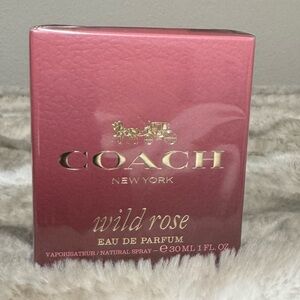 COACH
NEW YORK
wild rose
EAU DE PARFUM
VAPORISATEUR / NATURAL SPRAY – ℮ 30 ML 1 FL. OZ.